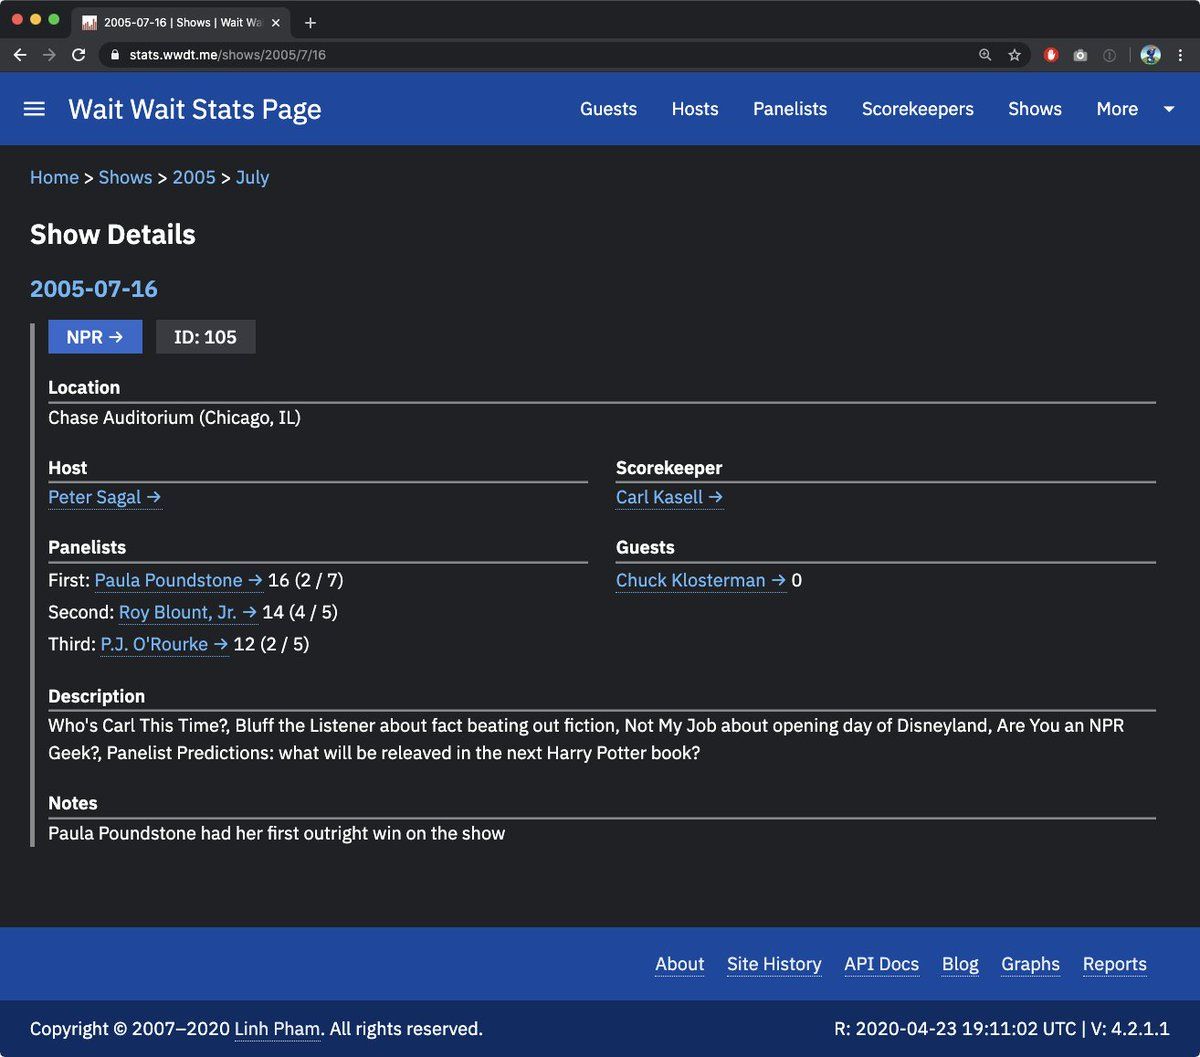 2005-07-16 | Shows | Wait Wa
stats.wwdt.me/shows/2005/7/16
Wait Wait Stats Page
Guests Hosts Panelists Scorekeepers Shows More
Home > Shows > 2005 > July
Show Details
2005-07-16
NPR → ID: 105
Location
Chase Auditorium (Chicago, IL)
Host
Peter Sagal →
Scorekeeper
Carl Kasell →
Panelists
First: Paula Poundstone → 16 (2 / 7)
Second: Roy Blount, Jr. → 14 (4 / 5)
Third: P.J. O'Rourke → 12 (2 / 5)
Guests
Chuck Klosterman → 0
Description
Who's Carl This Time?, Bluff the Listener about fact beating out fiction, Not My Job about opening day of Disneyland, Are You an NPR
Geek?, Panelist Predictions: what will be releaved in the next Harry Potter book?
Notes
Paula Poundstone had her first outright win on the show
About Site History API Docs Blog Graphs Reports
Copyright © 2007–2020 Linh Pham. All rights reserved.
R: 2020-04-23 19:11:02 UTC | V: 4.2.1.1